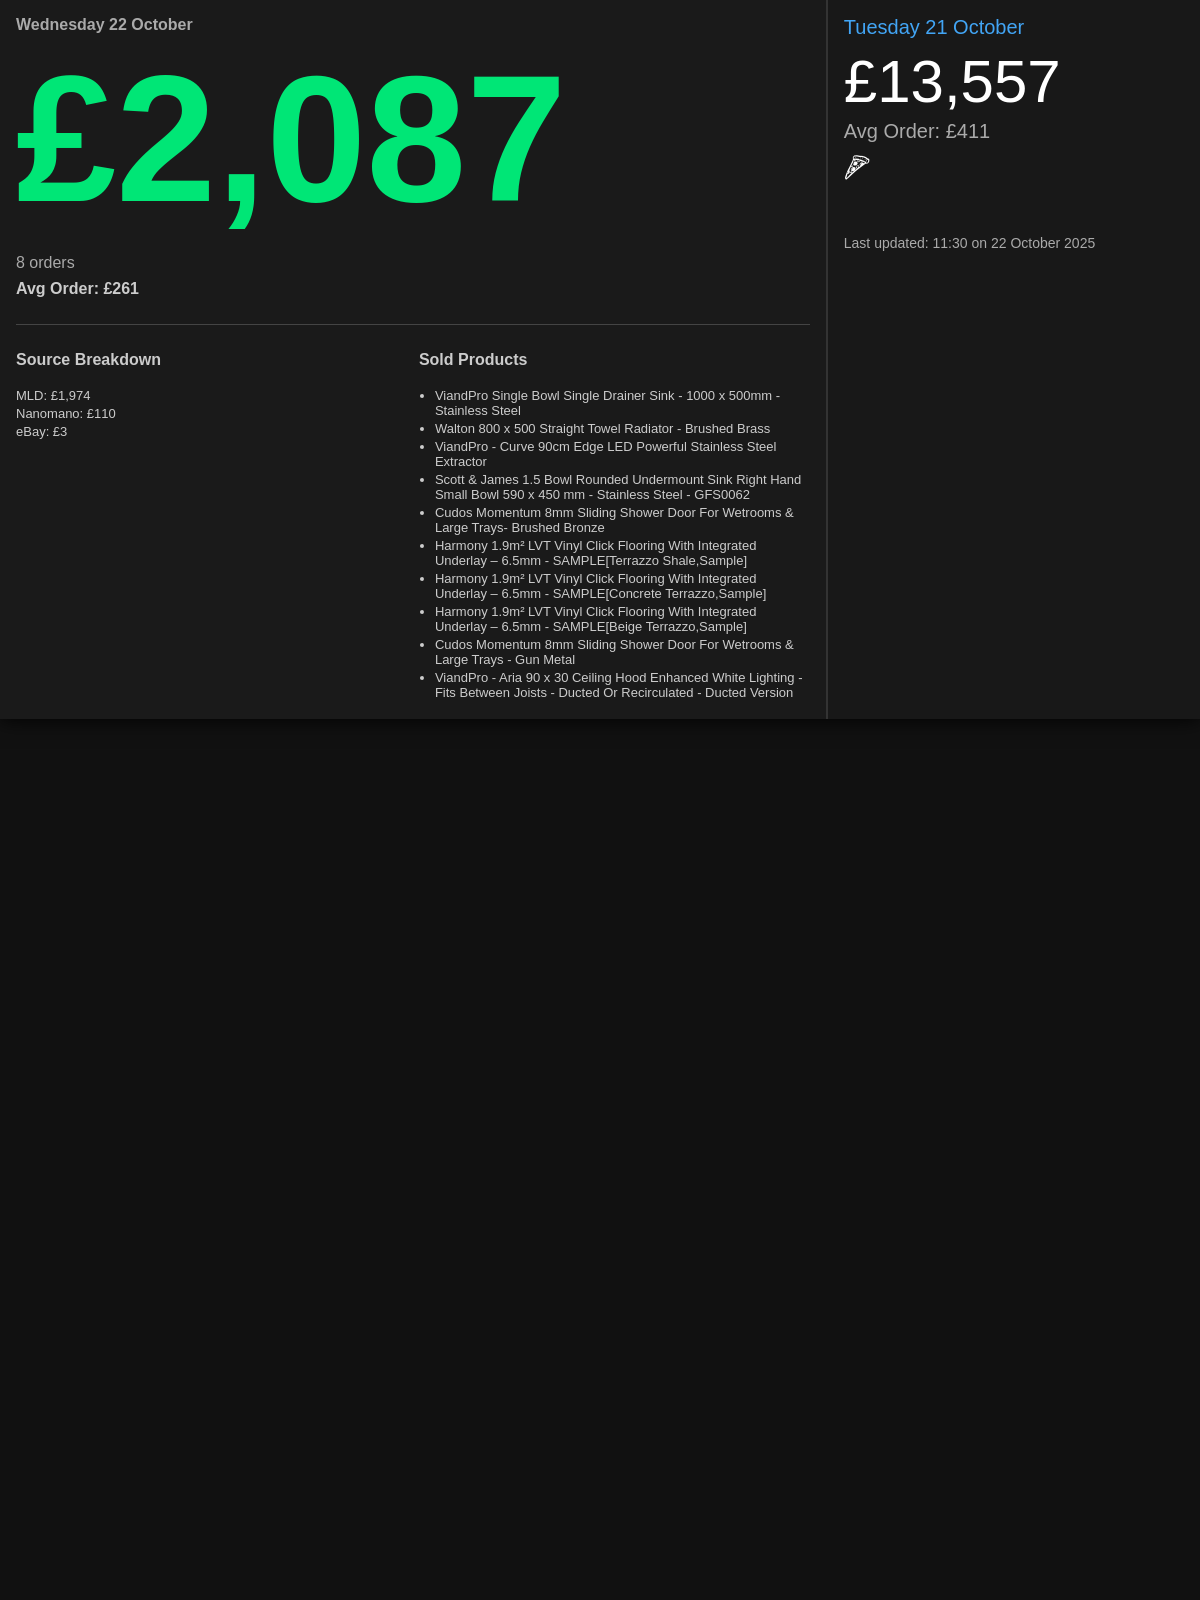 Wednesday 22 October
£2,087
8 orders
Avg Order: £261
Source Breakdown
MLD: £1,974
Nanomano: £110
eBay: £3
Sold Products
ViandPro Single Bowl Single Drainer Sink - 1000 x 500mm -
Stainless Steel
Walton 800 x 500 Straight Towel Radiator - Brushed Brass
ViandPro - Curve 90cm Edge LED Powerful Stainless Steel
Extractor
Scott & James 1.5 Bowl Rounded Undermount Sink Right Hand
Small Bowl 590 x 450 mm - Stainless Steel - GFS0062
Cudos Momentum 8mm Sliding Shower Door For Wetrooms &
Large Trays- Brushed Bronze
Harmony 1.9m² LVT Vinyl Click Flooring With Integrated
Underlay – 6.5mm - SAMPLE[Terrazzo Shale,Sample]
Harmony 1.9m² LVT Vinyl Click Flooring With Integrated
Underlay – 6.5mm - SAMPLE[Concrete Terrazzo,Sample]
Harmony 1.9m² LVT Vinyl Click Flooring With Integrated
Underlay – 6.5mm - SAMPLE[Beige Terrazzo,Sample]
Cudos Momentum 8mm Sliding Shower Door For Wetrooms &
Large Trays - Gun Metal
ViandPro - Aria 90 x 30 Ceiling Hood Enhanced White Lighting -
Fits Between Joists - Ducted Or Recirculated - Ducted Version
Tuesday 21 October
£13,557
Avg Order: £411
Last updated: 11:30 on 22 October 2025